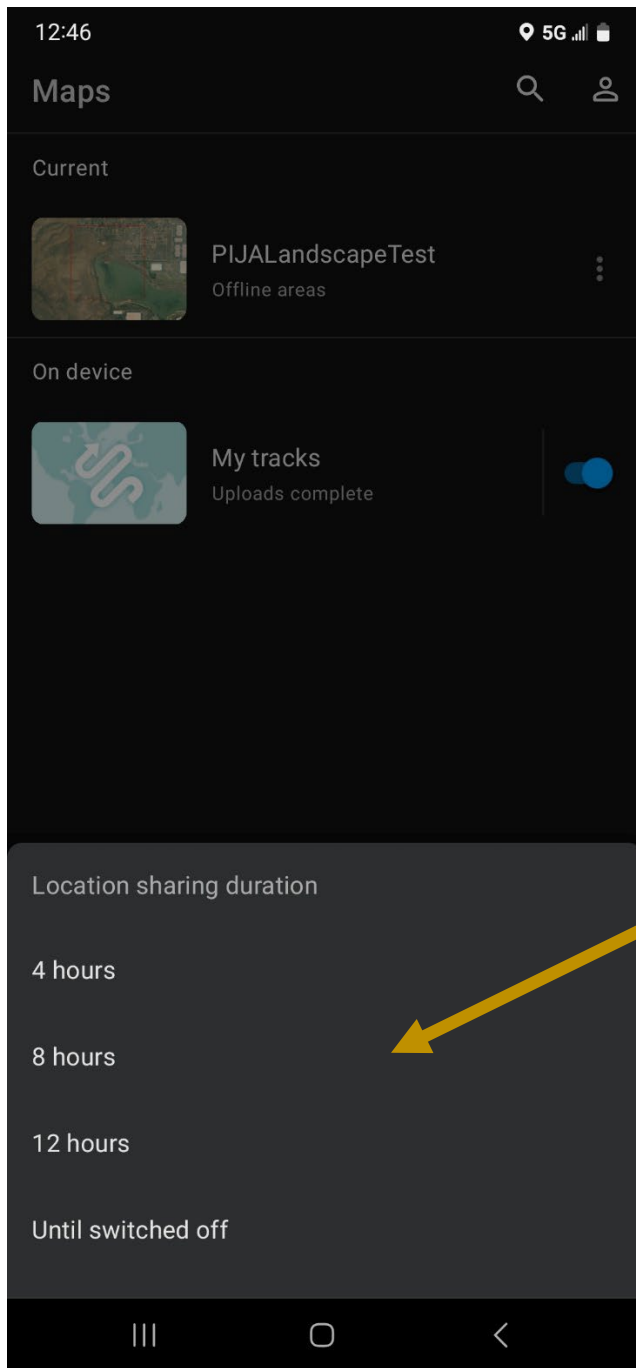 12:46
5G
Maps
Current
PIJALandscapeTest
Offline areas
On device
My tracks
Uploads complete
Location sharing duration
4 hours
8 hours
12 hours
Until switched off